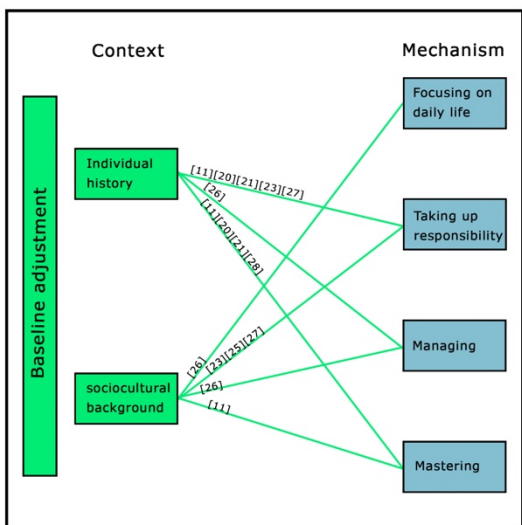 Context
Mechanism
Baseline adjustment
Individual
history
sociocultural
background
[11][20][21][23][27]
[26]
[11][20][21][28]
[26]
[23][25][27]
[26]
[11]
Focusing on
daily life
Taking up
responsibility
Managing
Mastering